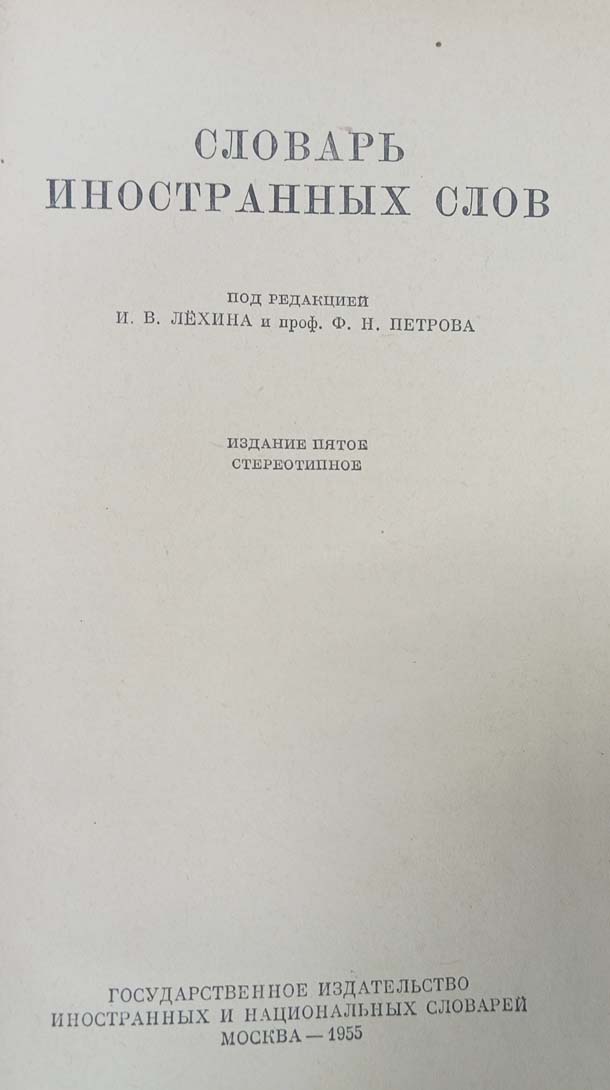 СЛОВАРЬ
ИНОСТРАННЫХ СЛОВ
ПОД РЕДАКЦИЕЙ
И. В. ЛЁХИНА и проф. Ф. Н. ПЕТРОВА
ИЗДАНИЕ ПЯТОЕ
СТЕРЕОТИПНОЕ
ГОСУДАРСТВЕННОЕ ИЗДАТЕЛЬСТВО
ИНОСТРАННЫХ И НАЦИОНАЛЬНЫХ СЛОВАРЕЙ
МОСКВА — 1955